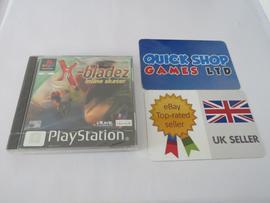 X-bladez
inline skater
PlayStation
QUICK SHOP
GAMES LTD
eBay
Top-rated
seller
UK SELLER